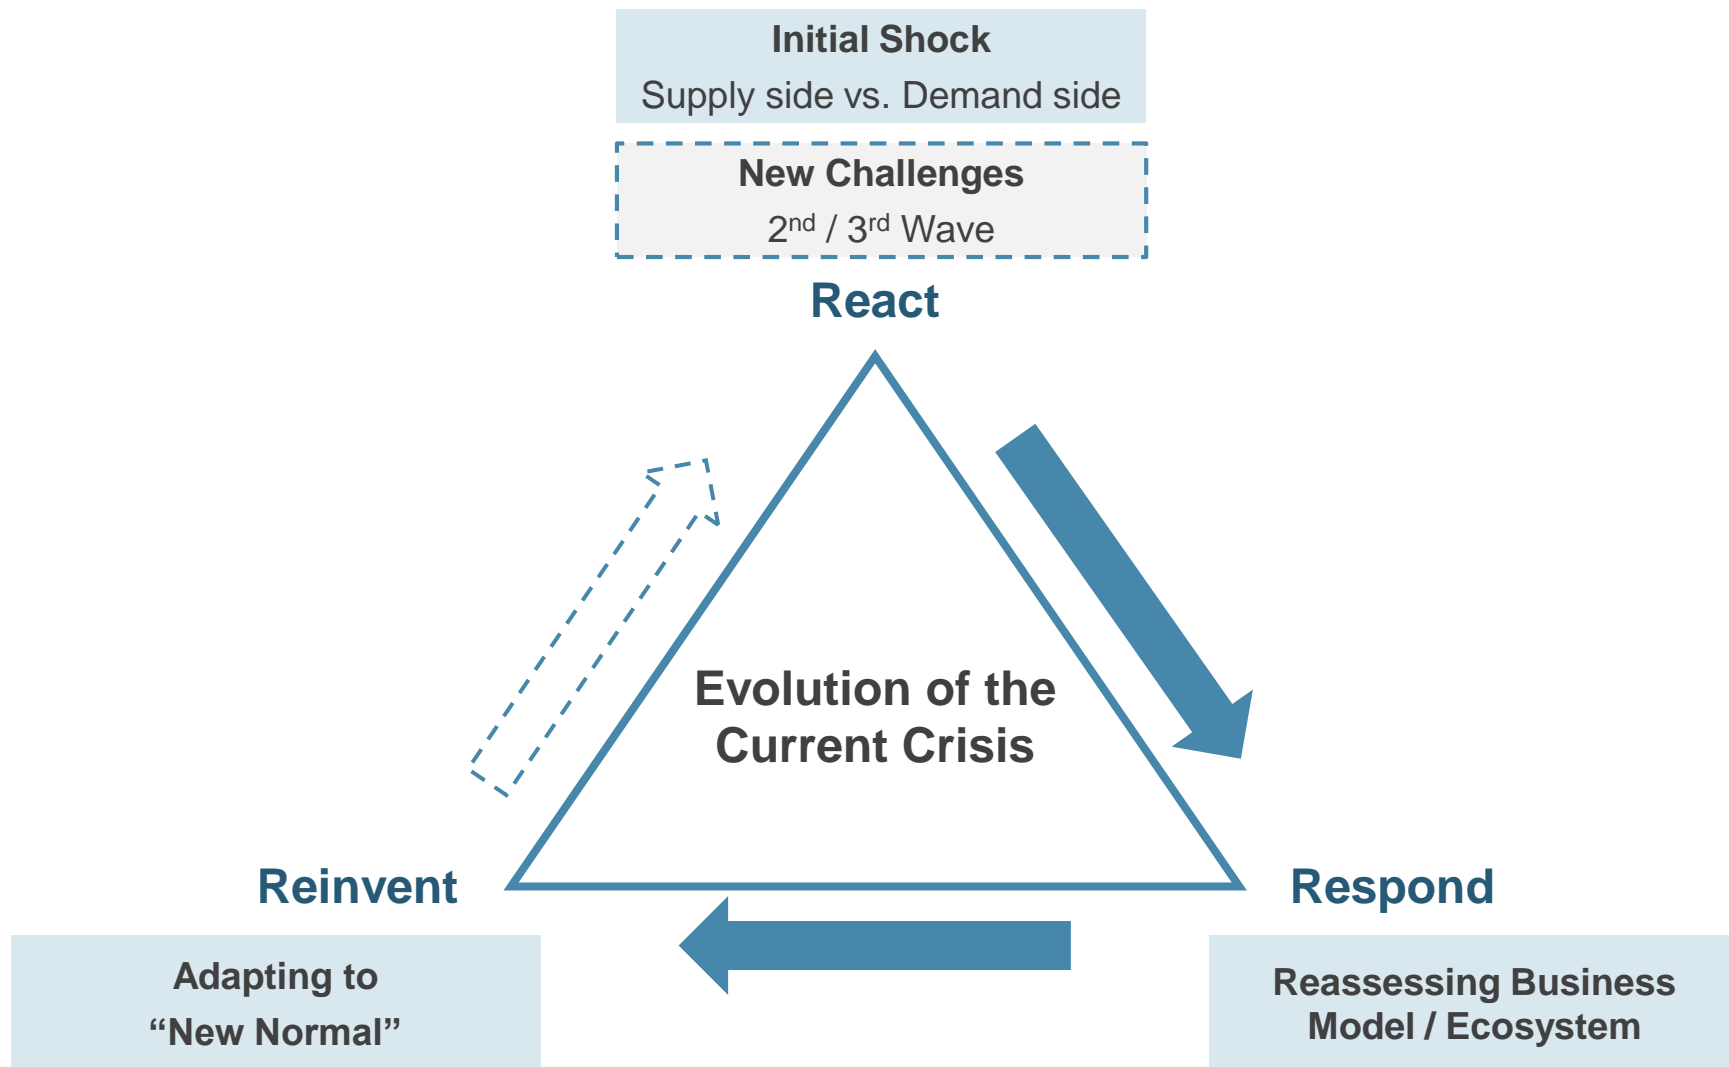 Initial Shock
Supply side vs. Demand side
New Challenges
2nd / 3rd Wave
React
Evolution of the
Current Crisis
Reinvent
Respond
Adapting to
“New Normal”
Reassessing Business
Model / Ecosystem